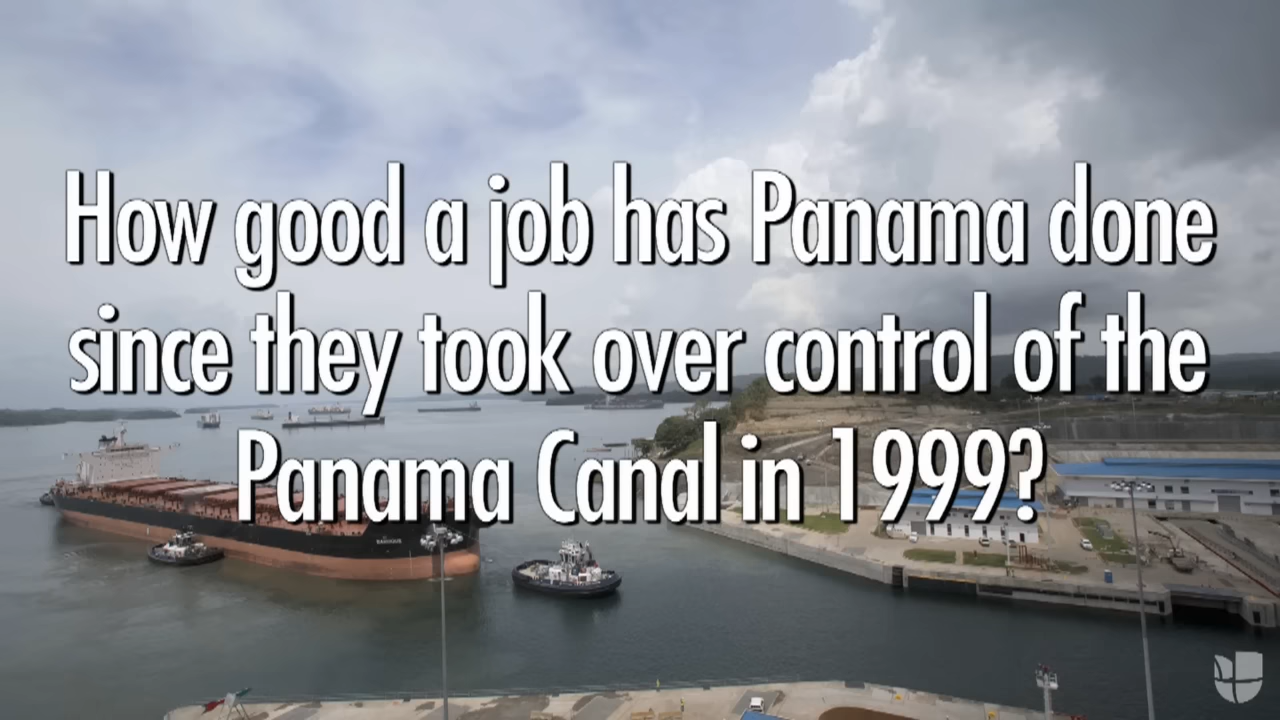 How good a job has Panama done
since they took over control of the
Panama Canal in 1999?